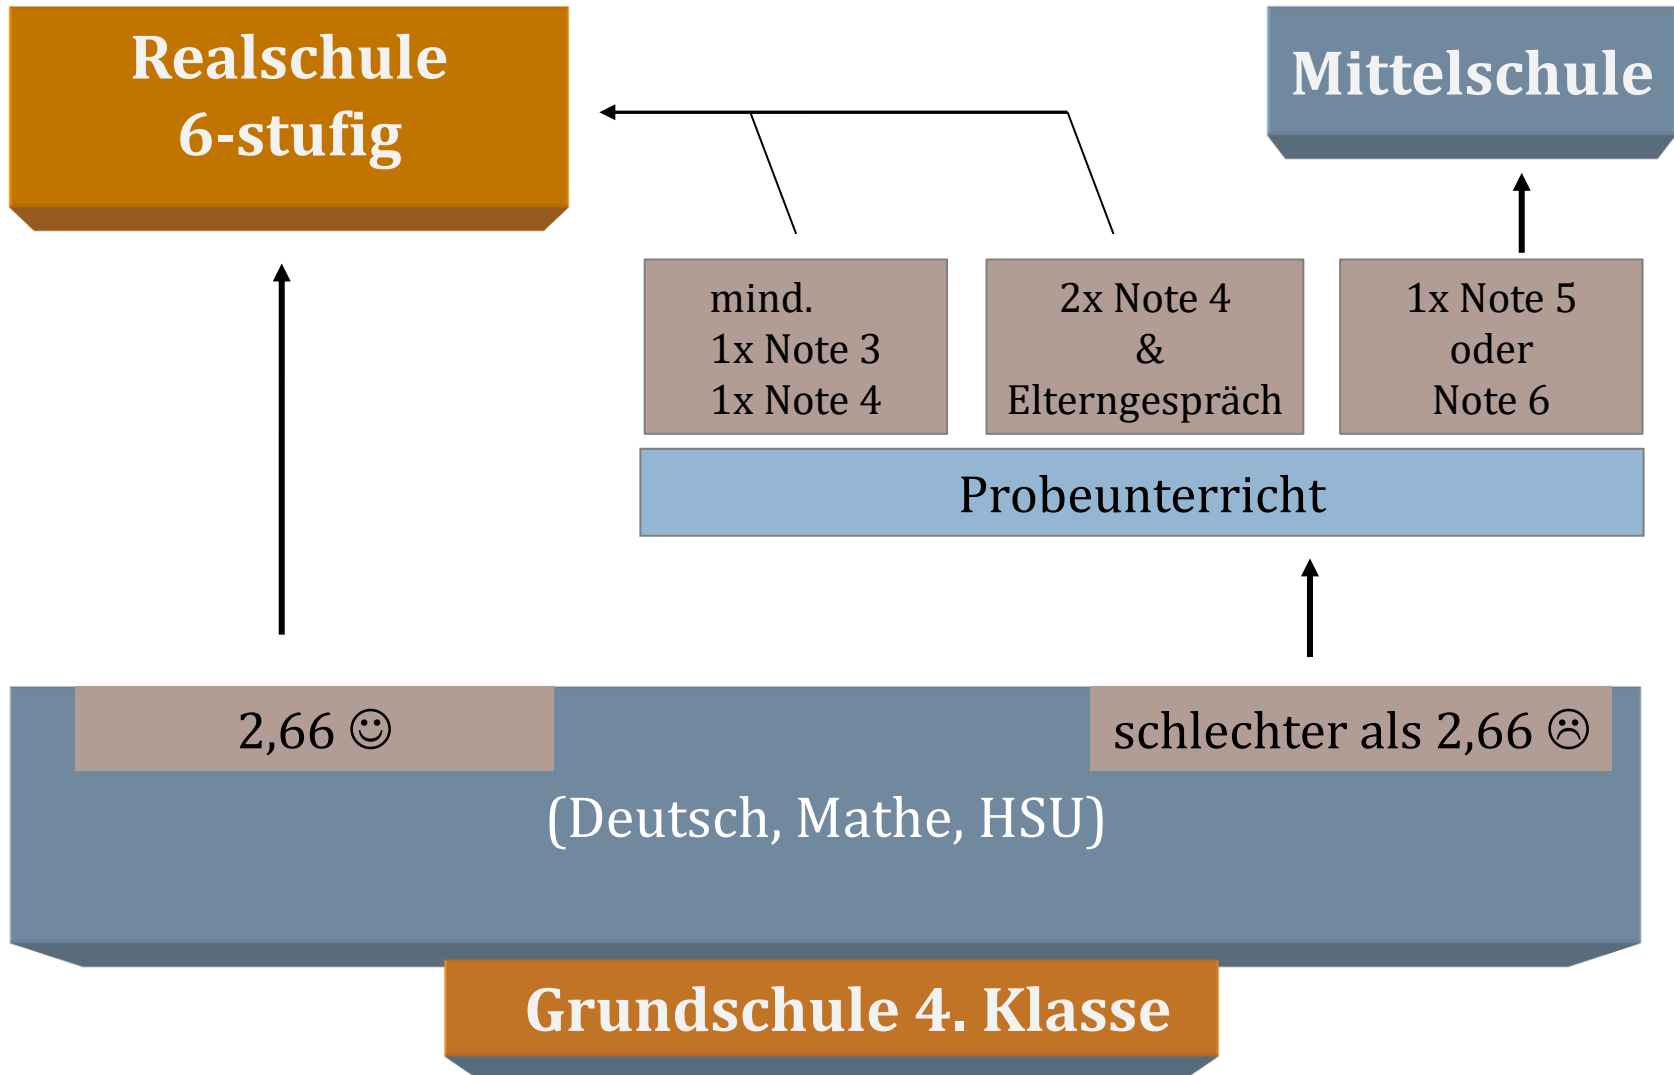 Realschule
6-stufig
Mittelschule
mind.
1x Note 3
1x Note 4
2x Note 4
&
Elterngespräch
1x Note 5
oder
Note 6
Probeunterricht
2,66 ☺
schlechter als 2,66 ☹
(Deutsch, Mathe, HSU)
Grundschule 4. Klasse